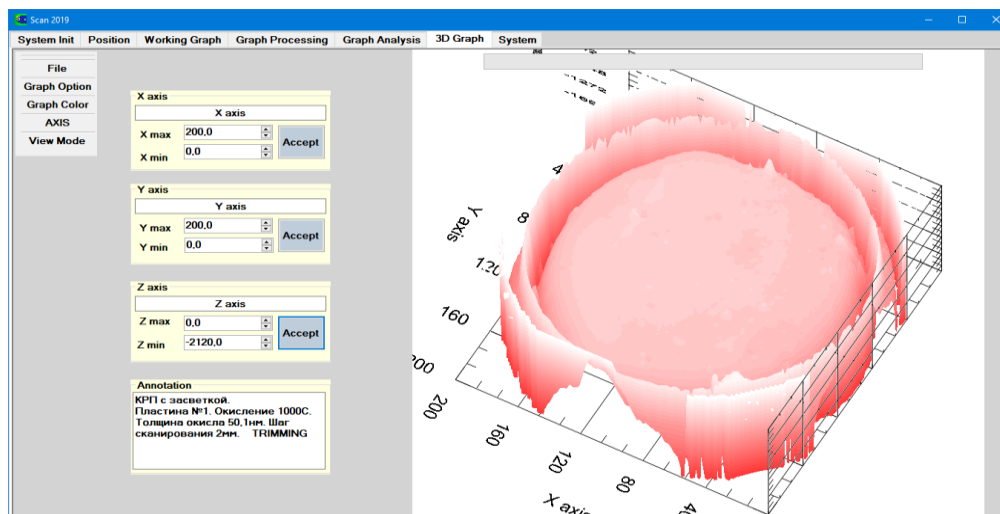 Scan 2019
System Init Position Working Graph Graph Processing Graph Analysis 3D Graph System
File
Graph Option
Graph Color
AXIS
View Mode
X axis
X axis
X max 200,0
X min 0,0
Accept
Y axis
Y axis
Y max 200,0
Y min 0,0
Accept
Z axis
Z axis
Z max 0,0
Z min -2120,0
Accept
Annotation
КРП с засветкой.
Пластина №1. Окисление 1000С.
Толщина окисла 50,1нм. Шаг
сканирования 2мм. TRIMMING
-1272
4
Y axis
8
120
160
200
200
160
120
80
40
X axis